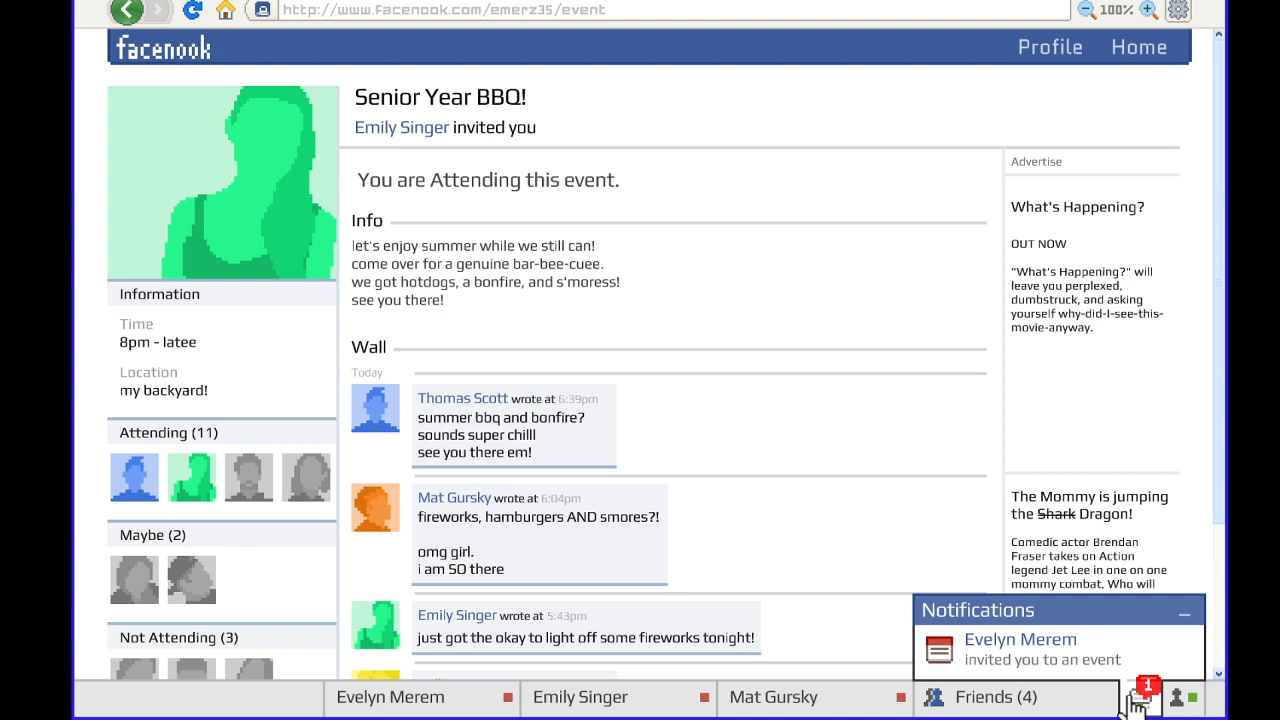 http://www.facenook.com/emerz35/event
100%
facenook
Profile
Home
Senior Year BBQ!
Emily Singer invited you
You are Attending this event.
Info
let's enjoy summer while we still can!
come over for a genuine bar-bee-cuee.
we got hotdogs, a bonfire, and s'moress!
see you there!
Information
Time
8pm - latee
Location
my backyard!
Attending (11)
Maybe (2)
Not Attending (3)
Wall
Today
Thomas Scott wrote at 6:39pm
summer bbq and bonfire?
sounds super chilll
see you there em!
Mat Gursky wrote at 6:04pm
fireworks, hamburgers AND smores?!
omg girl.
i am SO there
Emily Singer wrote at 5:43pm
just got the okay to light off some fireworks tonight!
Advertise
What's Happening?
OUT NOW
"What's Happening?" will
leave you perplexed,
dumbstruck, and asking
yourself why-did-I-see-this-
movie-anyway.
The Mommy is jumping
the Shark Dragon!
Comedic actor Brendan
Fraser takes on Action
legend Jet Lee in one on one
mommy combat, Who will
Notifications
Evelyn Merem
invited you to an event
Evelyn Merem
Emily Singer
Mat Gursky
Friends (4)
1